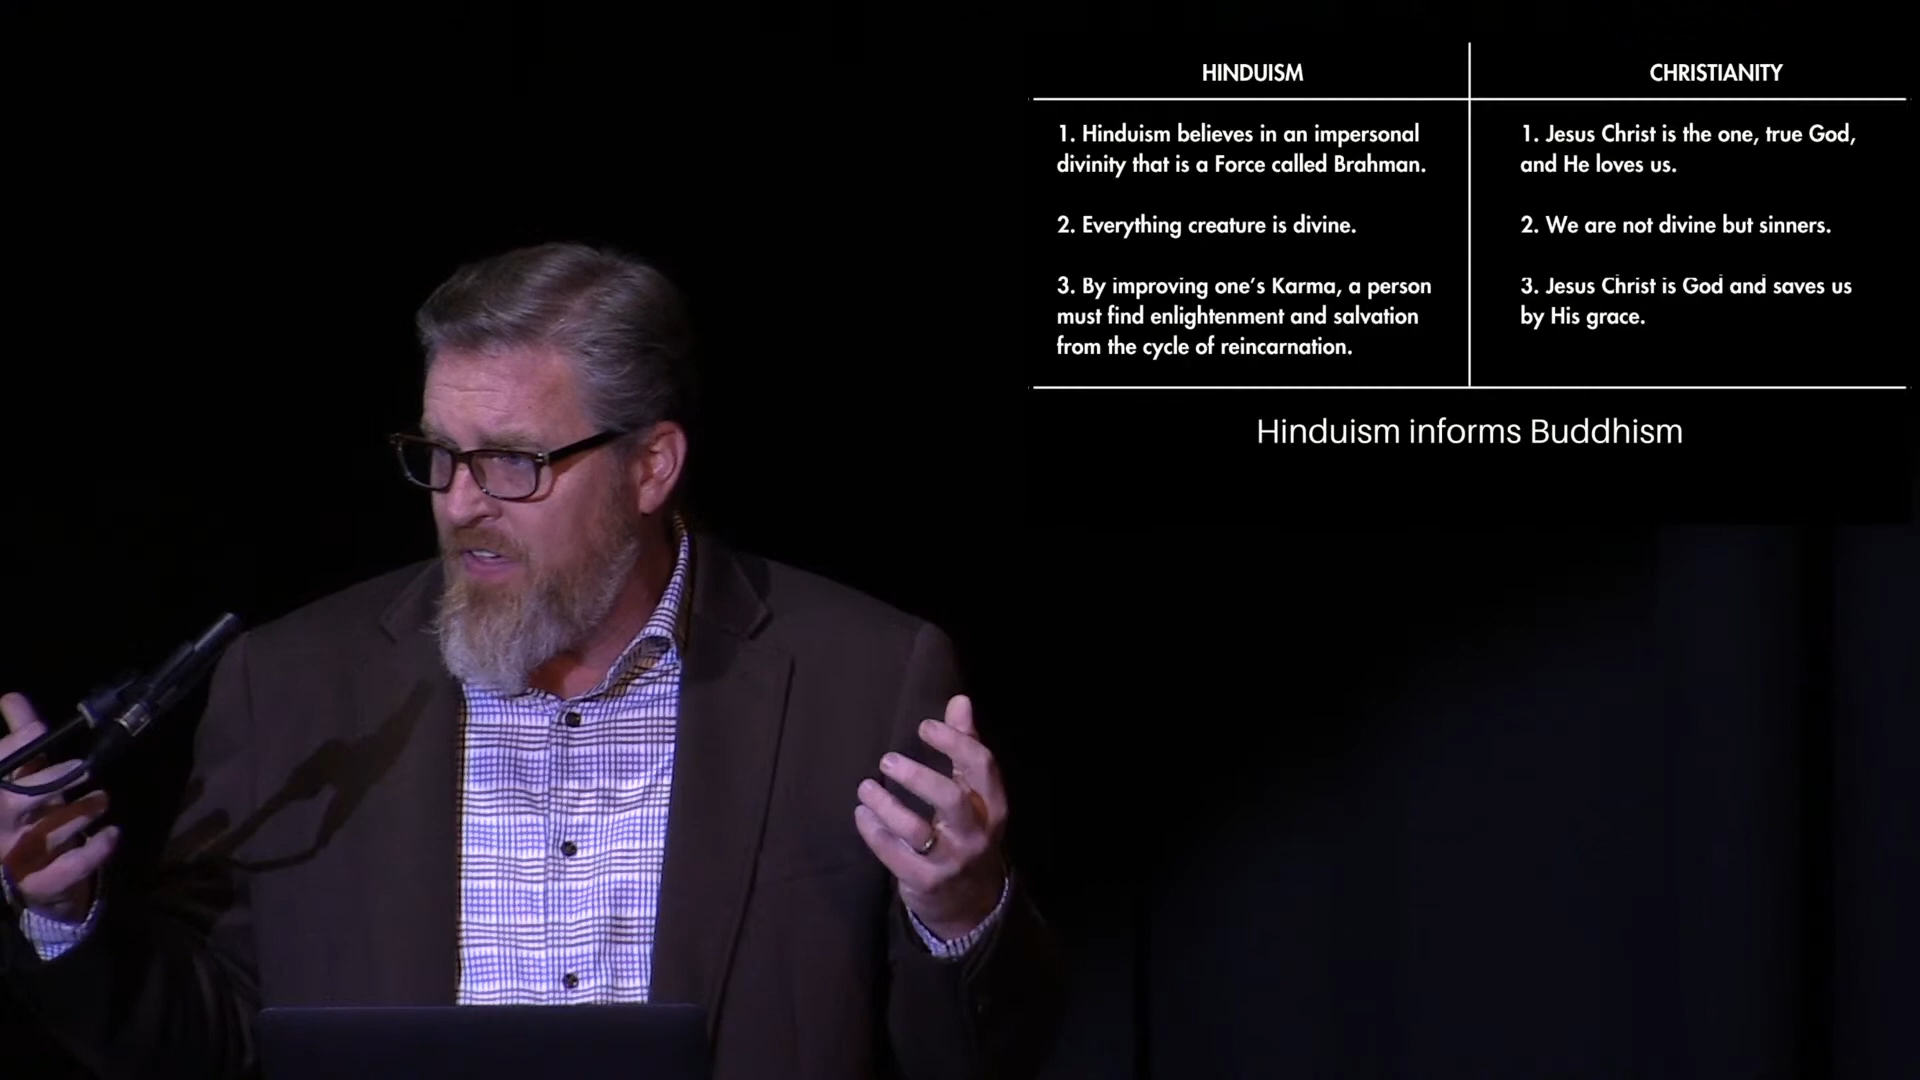 HINDUISM
CHRISTIANITY
1. Hinduism believes in an impersonal
divinity that is a Force called Brahman.
2. Everything creature is divine.
3. By improving one's Karma, a person
must find enlightenment and salvation
from the cycle of reincarnation.
1. Jesus Christ is the one, true God,
and He loves us.
2. We are not divine but sinners.
3. Jesus Christ is God and saves us
by His grace.
Hinduism informs Buddhism